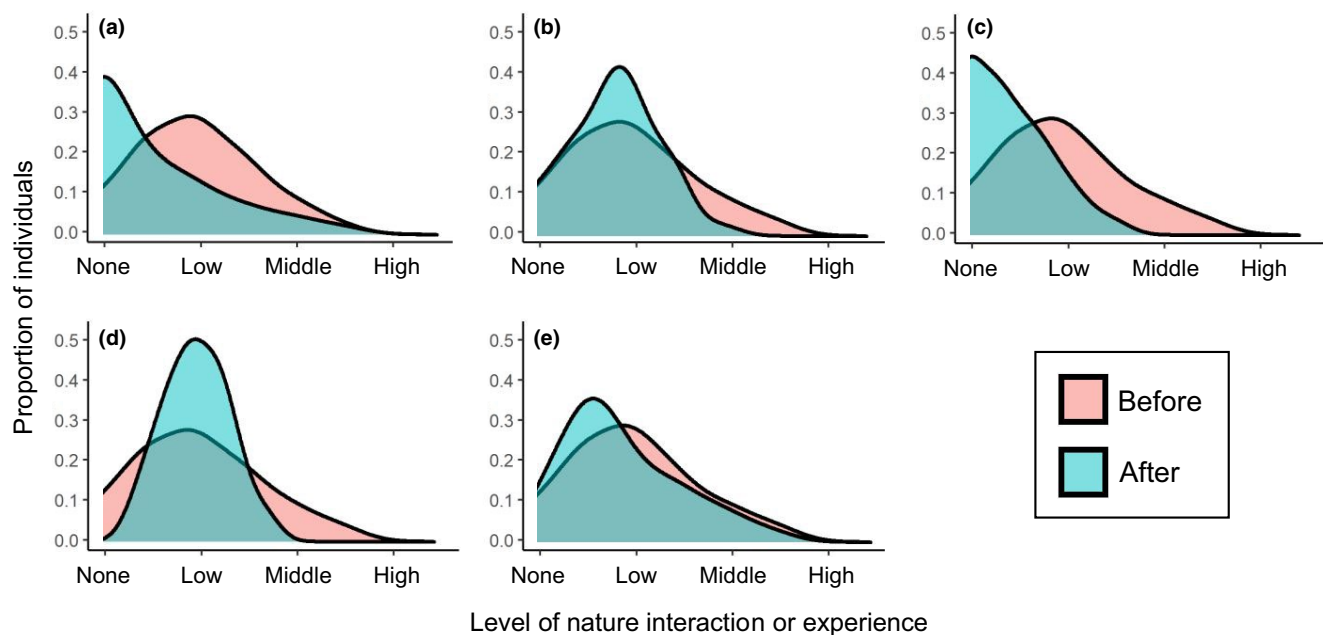 (a)
0.5
0.4
0.3
0.2
0.1
0.0
None Low Middle High
(b)
0.5
0.4
0.3
0.2
0.1
0.0
None Low Middle High
(c)
0.5
0.4
0.3
0.2
0.1
0.0
None Low Middle High
Proportion of individuals
(d)
0.5
0.4
0.3
0.2
0.1
0.0
None Low Middle High
(e)
0.5
0.4
0.3
0.2
0.1
0.0
None Low Middle High
Before
After
Level of nature interaction or experience